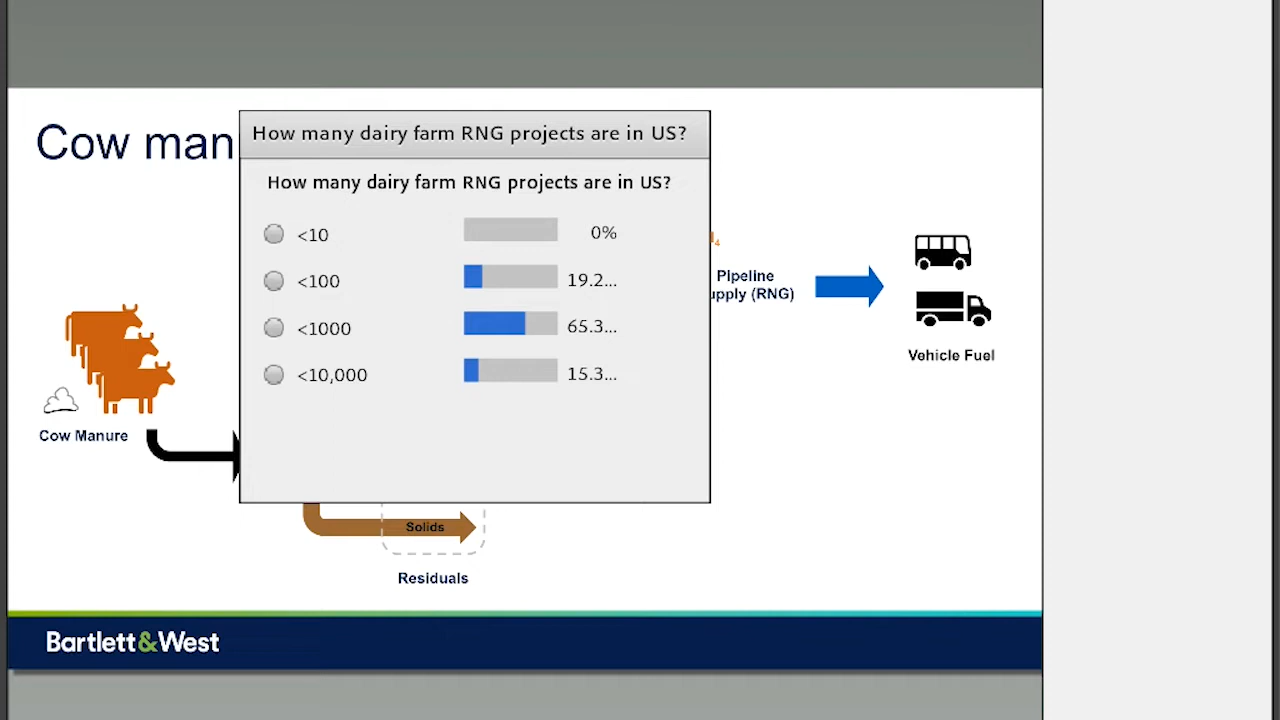 Cow man
How many dairy farm RNG projects are in US?
How many dairy farm RNG projects are in US?
<10 0%
<100 19.2...
<1000 65.3...
<10,000 15.3...
4
Pipeline
upply (RNG)
Vehicle Fuel
Cow Manure
Solids
Residuals
Bartlett&West